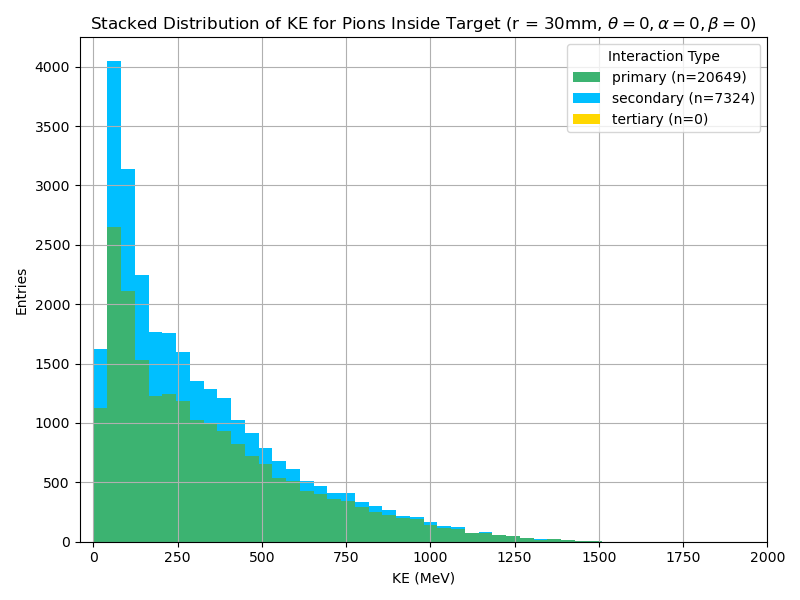 Stacked Distribution of KE for Pions Inside Target (r = 30mm, θ = 0, α = 0, β = 0)
Interaction Type
primary (n=20649)
secondary (n=7324)
tertiary (n=0)
4000
3500
3000
2500
2000
1500
1000
500
0
Entries
0 250 500 750 1000 1250 1500 1750 2000
KE (MeV)